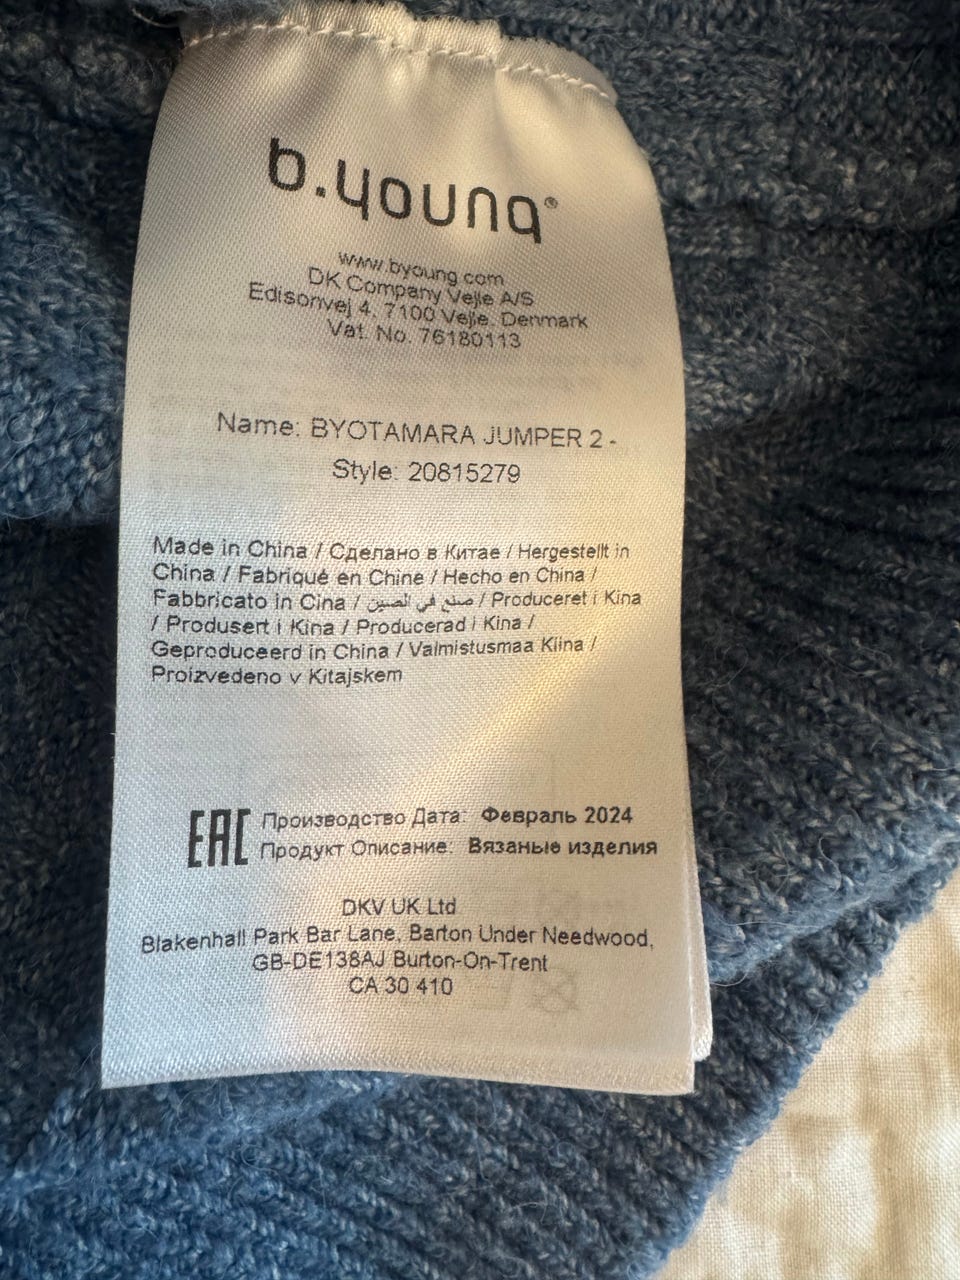 b.young®
www.byoung.com
DK Company Vejle A/S
Edisonvej 4, 7100 Vejle, Denmark
Vat. No. 76180113
Name: BYOTAMARA JUMPER 2 -
Style: 20815279
Made in China / Сделано в Китае / Hergestellt in
China / Fabriqué en Chine / Hecho en China /
Fabbricato in Cina / صنع في الصين / Produceret i Kina
/ Produsert i Kina / Producerad i Kina /
Geproduceerd in China / Valmistusmaa Kiina /
Proizvedeno v Kitajskem
EAC Производство Дата: Февраль 2024
Продукт Описание: Вязаные изделия
DKV UK Ltd
Blakenhall Park Bar Lane, Barton Under Needwood,
GB-DE138AJ Burton-On-Trent
CA 30 410